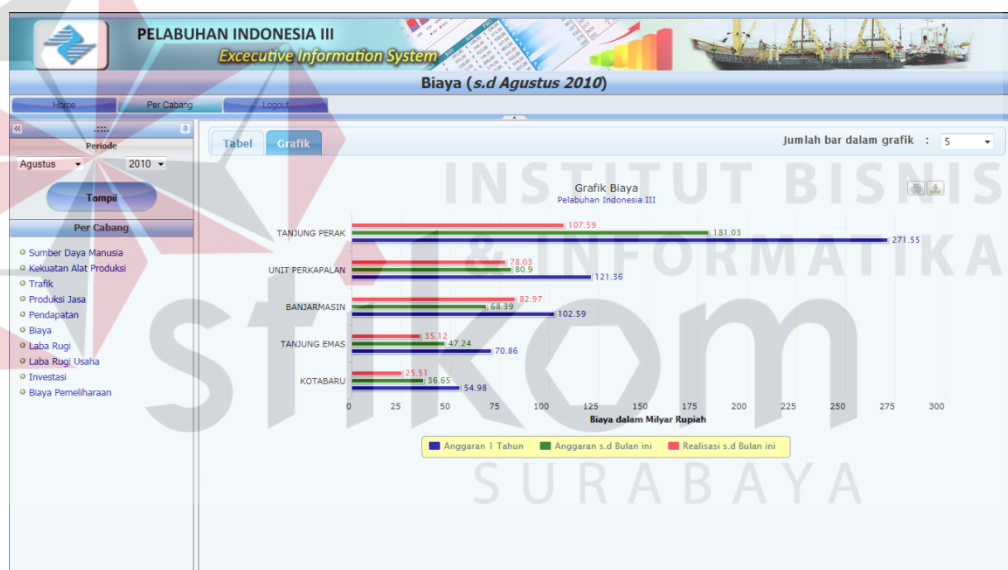 PELABUHAN INDONESIA III
Excecutive Information System
Biaya (s.d Agustus 2010)
Home Per Cabang Logout
Periode
Agustus 2010
Tampil
Per Cabang
Sumber Daya Manusia
Kekuatan Alat Produksi
Trafik
Produksi Jasa
Pendapatan
Biaya
Laba Rugi
Laba Rugi Usaha
Investasi
Biaya Pemeliharaan
Tabel Grafik
Jumlah bar dalam grafik : 5
Grafik Biaya
Pelabuhan Indonesia III
TANJUNG PERAK
107.59
181.03
271.55
UNIT PERKAPALAN
78.03
80.9
121.36
BANJARMASIN
82.97
68.39
102.59
TANJUNG EMAS
35.12
47.24
70.86
KOTABARU
25.51
36.65
54.98
0 25 50 75 100 125 150 175 200 225 250 275 300
Biaya dalam Milyar Rupiah
Anggaran 1 Tahun Anggaran s.d Bulan ini Realisasi s.d Bulan ini
INSTITUT BISNIS
& INFORMATIKA
stikom
SURABAYA